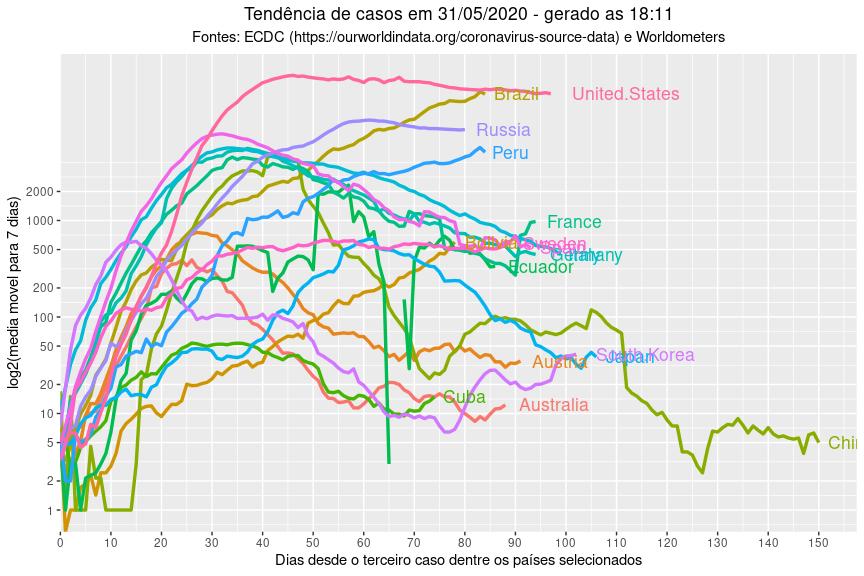 Tendência de casos em 31/05/2020 - gerado as 18:11
Fontes: ECDC (https://ourworldindata.org/coronavirus-source-data) e Worldometers
log2(media movel para 7 dias)
2000
1000
500
200
100
50
20
10
5
2
1
Brazil
United.States
Russia
Peru
France
Bolivia
Sweden
Germany
Italy
Ecuador
Austria
South.Korea
Japan
Cuba
Australia
Chi
0 10 20 30 40 50 60 70 80 90 100 110 120 130 140 150
Dias desde o terceiro caso dentre os países selecionados